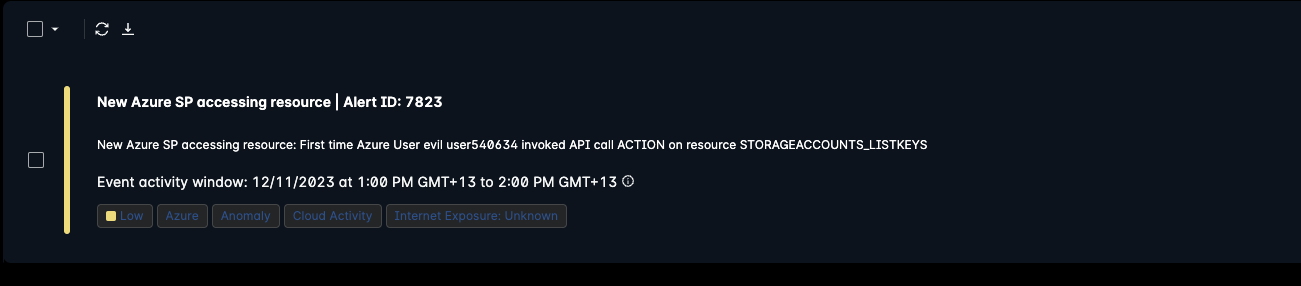 New Azure SP accessing resource | Alert ID: 7823
New Azure SP accessing resource: First time Azure User evil user540634 invoked API call ACTION on resource STORAGEACCOUNTS_LISTKEYS
Event activity window: 12/11/2023 at 1:00 PM GMT+13 to 2:00 PM GMT+13
Low Azure Anomaly Cloud Activity Internet Exposure: Unknown